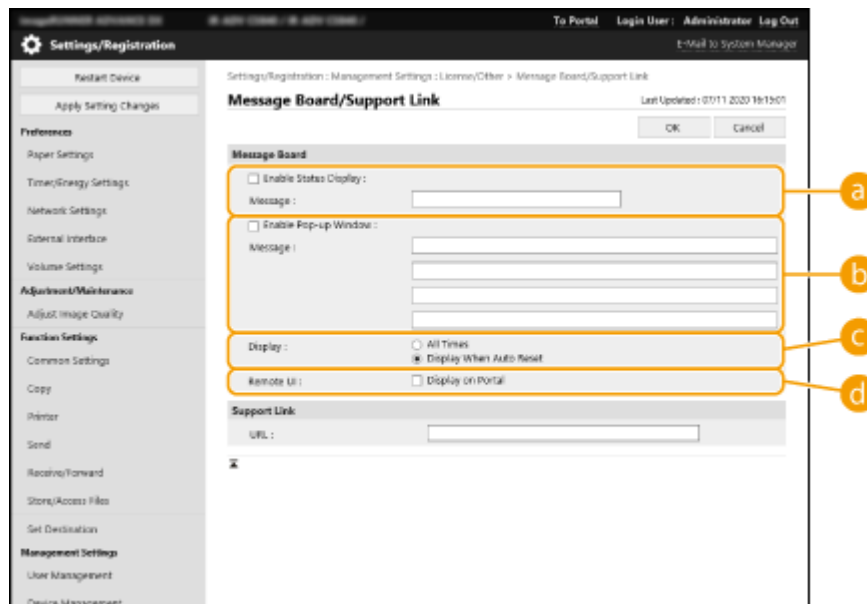 To Portal Login User: Administrator Log Out
Settings/Registration
E-Mail to System Manager
Restart Device
Apply Setting Changes
Preferences
Paper Settings
Timer/Energy Settings
Network Settings
External Interface
Volume Settings
Adjustment/Maintenance
Adjust Image Quality
Function Settings
Common Settings
Copy
Printer
Send
Receive/Forward
Store/Access Files
Set Destination
Management Settings
User Management
Device Management
Settings/Registration : Management Settings : License/Other > Message Board/Support Link
Message Board/Support Link
Last Updated : 07/11 2020 16:15:01
OK Cancel
Message Board
Enable Status Display :
Message :
a
Enable Pop-up Window :
Message :
b
Display :
All Times
Display When Auto Reset
c
Remote UI :
Display on Portal
d
Support Link
URL :